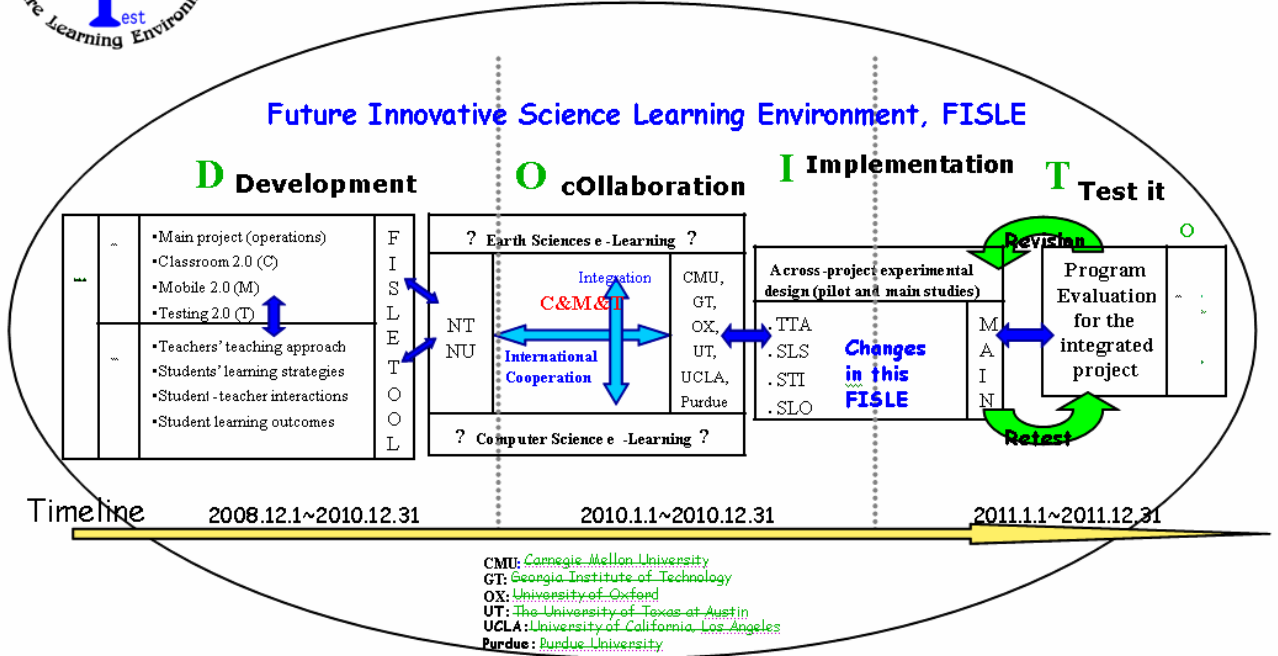 est
re Learning Environ
Future Innovative Science Learning Environment, FISLE
D Development
O cOllaboration
I Implementation
T Test it
▪Main project (operations)
▪Classroom 2.0 (C)
▪Mobile 2.0 (M)
▪Testing 2.0 (T)
▪Teachers' teaching approach
▪Students' learning strategies
▪Student-teacher interactions
▪Student learning outcomes
F
I
S
L
E
T
O
O
L
? Earth Sciences e -Learning ?
NT
NU
Integration
C&M&T
International
Cooperation
CMU,
GT,
OX,
UT,
UCLA,
Purdue
? Computer Science e -Learning ?
Across-project experimental
design (pilot and main studies)
. TTA
. SLS
. STI
. SLO
Changes
in this
FISLE
M
A
I
N
Revision
Program
Evaluation
for the
integrated
project
Retest
O
Timeline
2008.12.1~2010.12.31
2010.1.1~2010.12.31
2011.1.1~2011.12.31
CMU: Carnegie Mellon University
GT: Georgia Institute of Technology
OX: University of Oxford
UT: The University of Texas at Austin
UCLA: University of California, Los Angeles
Purdue: Purdue University